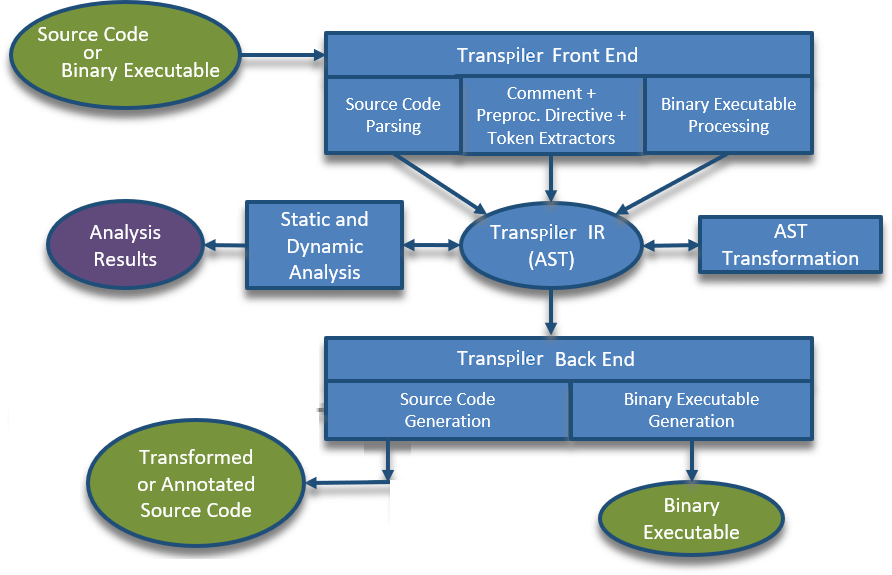 Source Code
or
Binary Executable
Transpiler Front End
Source Code
Parsing
Comment +
Preproc. Directive +
Token Extractors
Binary Executable
Processing
Analysis
Results
Static and
Dynamic
Analysis
Transpiler IR
(AST)
AST
Transformation
Transpiler Back End
Source Code
Generation
Binary Executable
Generation
Transformed
or Annotated
Source Code
Binary
Executable